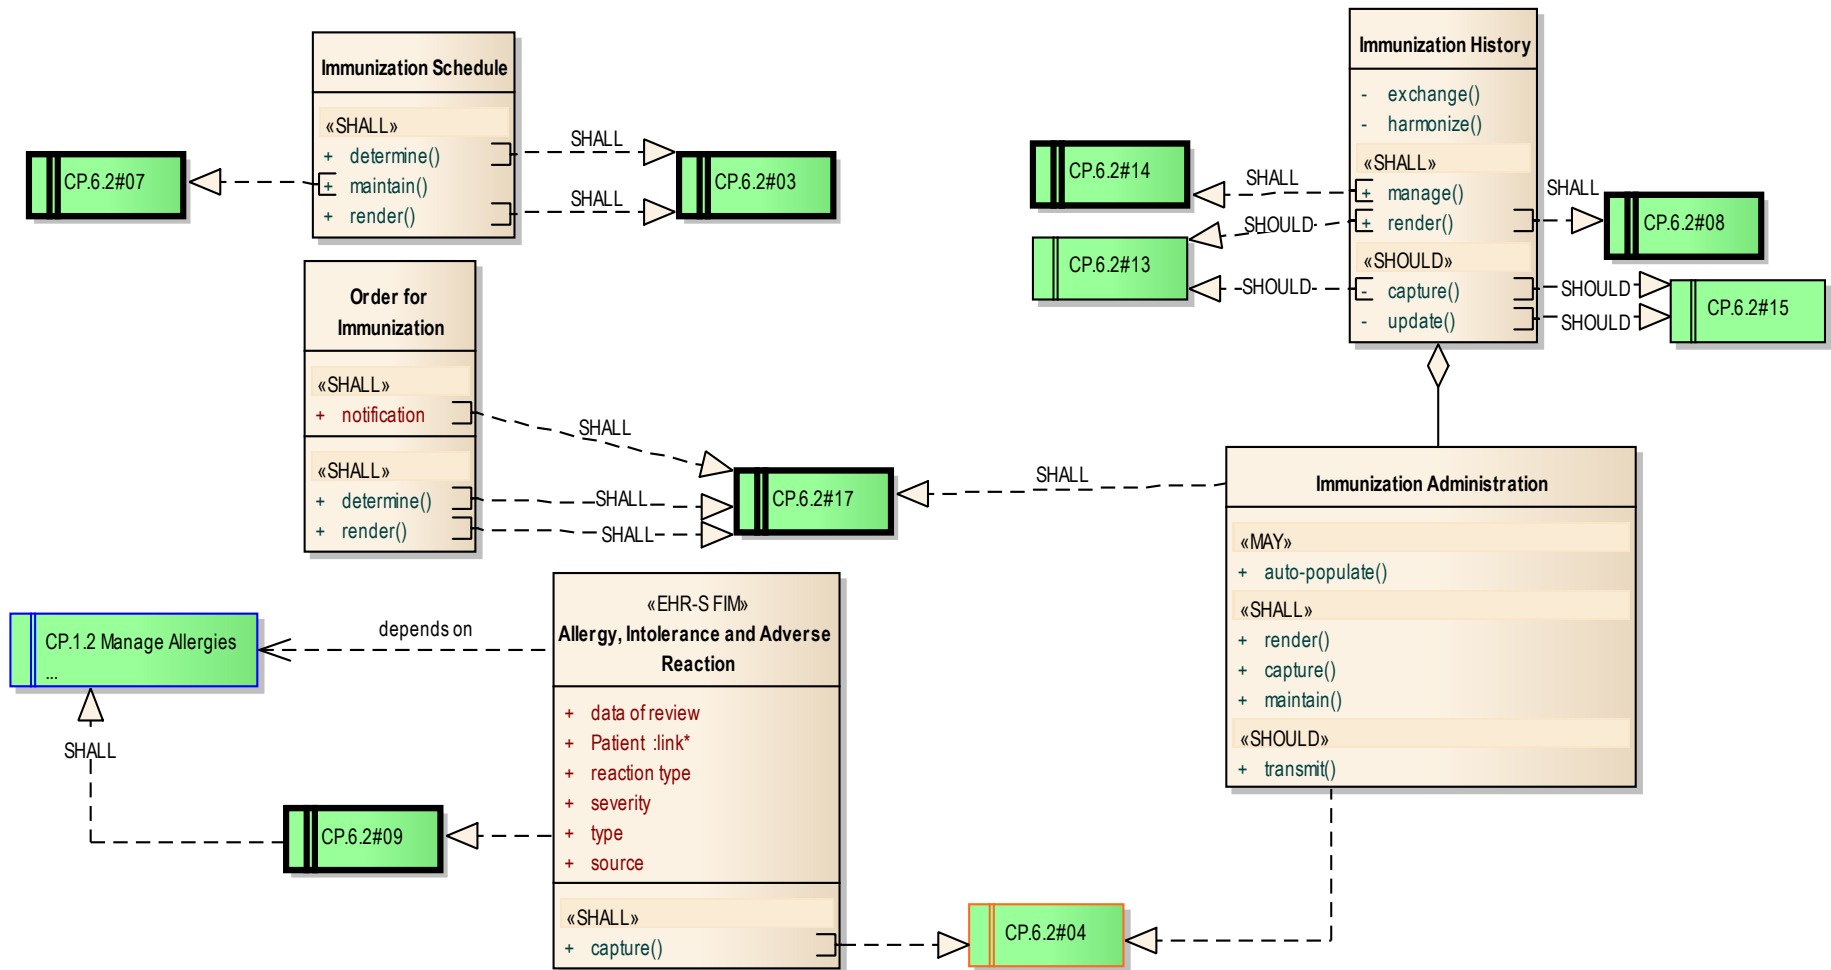 Immunization Schedule
«SHALL»
+ determine()
+ maintain()
+ render()
SHALL
SHALL
CP.6.2#07
CP.6.2#03
Immunization History
- exchange()
- harmonize()
«SHALL»
+ manage()
+ render()
«SHOULD»
- capture()
- update()
SHALL
SHOULD
SHOULD
SHALL
SHOULD
SHOULD
CP.6.2#14
CP.6.2#13
CP.6.2#08
CP.6.2#15
Order for
Immunization
«SHALL»
+ notification
«SHALL»
+ determine()
+ render()
SHALL
SHALL
SHALL
CP.6.2#17
SHALL
Immunization Administration
«MAY»
+ auto-populate()
«SHALL»
+ render()
+ capture()
+ maintain()
«SHOULD»
+ transmit()
CP.1.2 Manage Allergies
...
depends on
SHALL
CP.6.2#09
«EHR-S FIM»
Allergy, Intolerance and Adverse
Reaction
+ data of review
+ Patient :link*
+ reaction type
+ severity
+ type
+ source
«SHALL»
+ capture()
CP.6.2#04